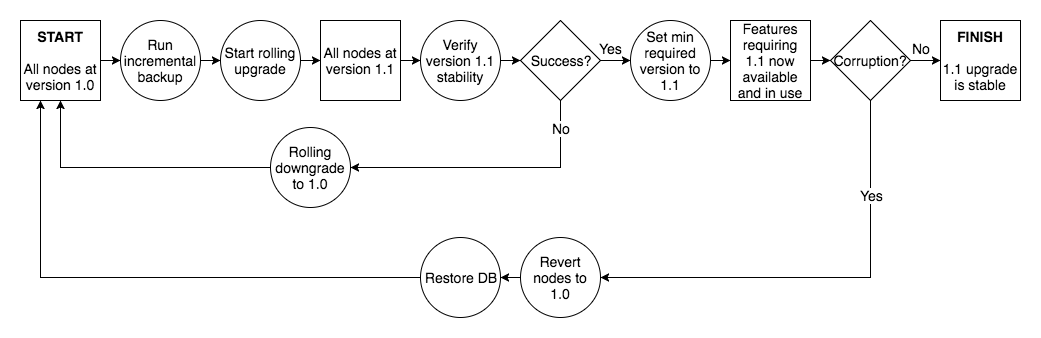 START
All nodes at
version 1.0
Run
incremental
backup
Start rolling
upgrade
All nodes at
version 1.1
Verify
version 1.1
stability
Success?
Yes
Set min
required
version to
1.1
Features
requiring
1.1 now
available
and in use
Corruption?
No
FINISH
1.1 upgrade
is stable
No
Rolling
downgrade
to 1.0
Yes
Restore DB
Revert
nodes to
1.0